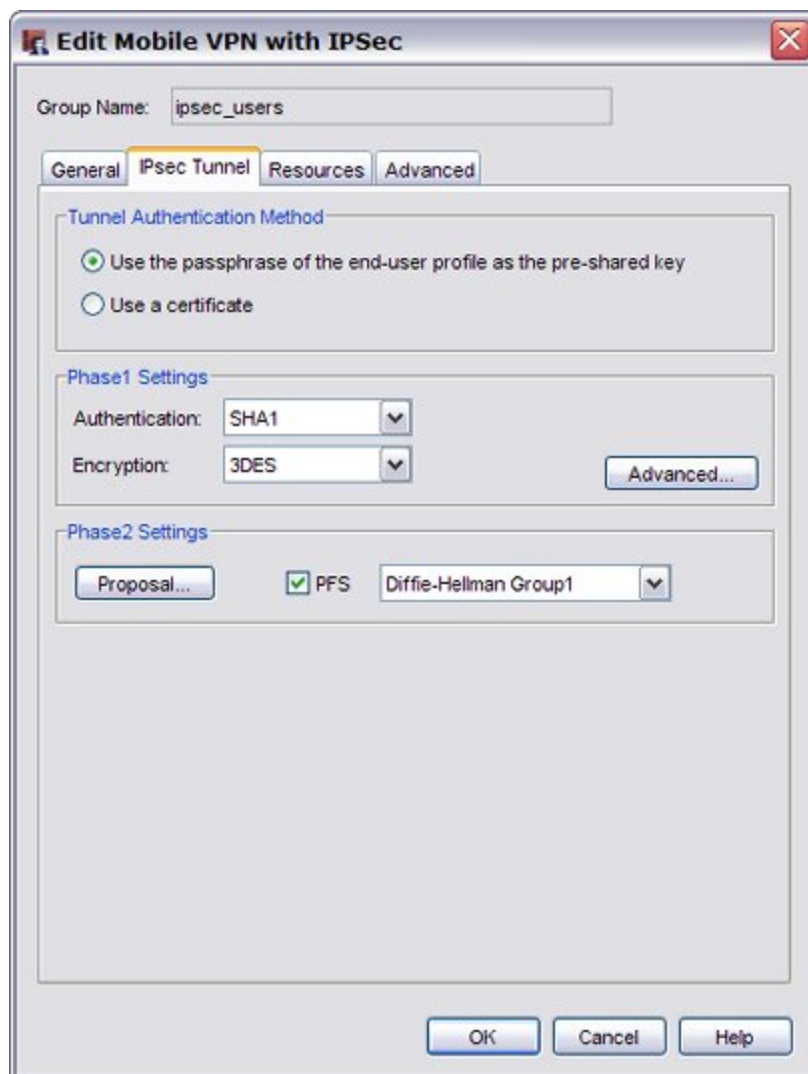 Edit Mobile VPN with IPSec
Group Name: ipsec_users
General IPsec Tunnel Resources Advanced
Tunnel Authentication Method
Use the passphrase of the end-user profile as the pre-shared key
Use a certificate
Phase1 Settings
Authentication: SHA1
Encryption: 3DES
Advanced...
Phase2 Settings
Proposal... PFS Diffie-Hellman Group1
OK Cancel Help